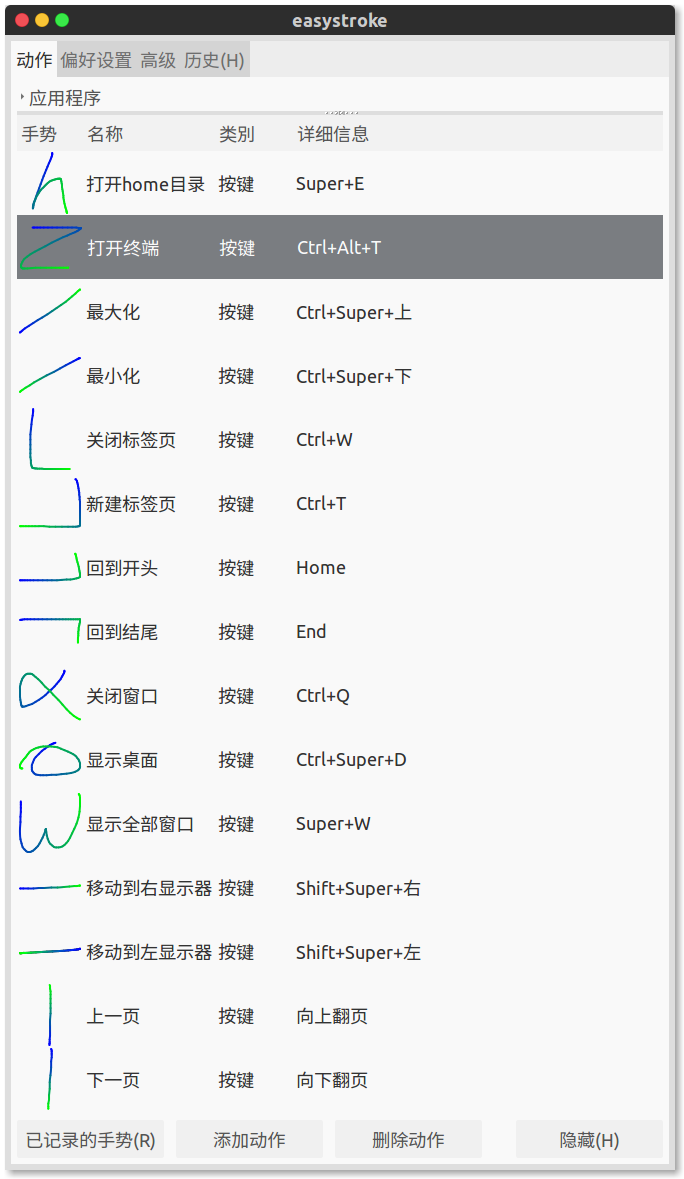 easystroke
动作 偏好设置 高级 历史(H)
应用程序
手势 名称 类别 详细信息
打开home目录 按键 Super+E
打开终端 按键 Ctrl+Alt+T
最大化 按键 Ctrl+Super+上
最小化 按键 Ctrl+Super+下
关闭标签页 按键 Ctrl+W
新建标签页 按键 Ctrl+T
回到开头 按键 Home
回到结尾 按键 End
关闭窗口 按键 Ctrl+Q
显示桌面 按键 Ctrl+Super+D
显示全部窗口 按键 Super+W
移动到右显示器 按键 Shift+Super+右
移动到左显示器 按键 Shift+Super+左
上一页 按键 向上翻页
下一页 按键 向下翻页
已记录的手势(R) 添加动作 删除动作 隐藏(H)